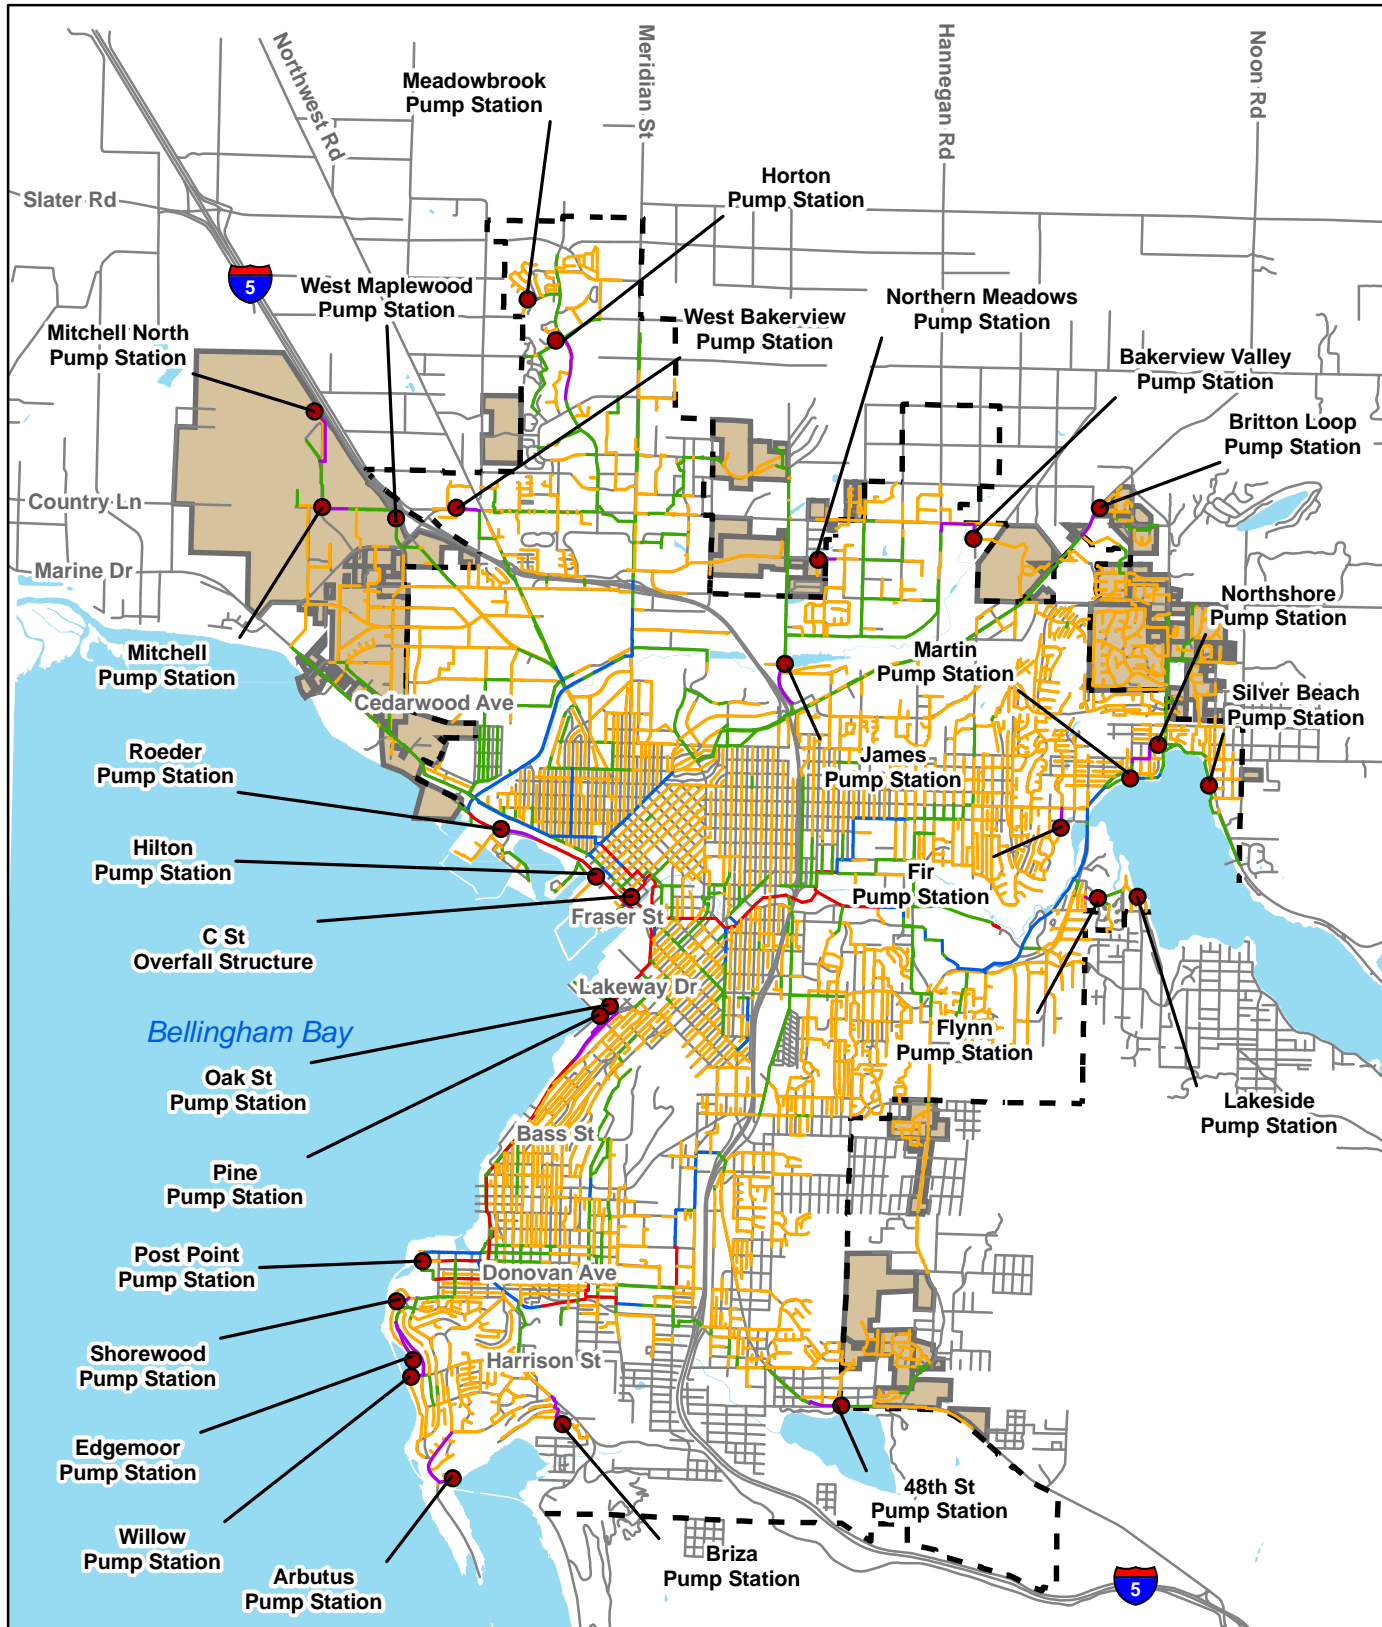 Northwest Rd
Meridian St
Hannegan Rd
Noon Rd
Meadowbrook
Pump Station
Horton
Pump Station
Slater Rd
5
West Maplewood
Pump Station
Northern Meadows
Pump Station
Mitchell North
Pump Station
West Bakerview
Pump Station
Bakerview Valley
Pump Station
Britton Loop
Pump Station
Country Ln
Marine Dr
Northshore
Pump Station
Mitchell
Pump Station
Martin
Pump Station
Cedarwood Ave
Silver Beach
Pump Station
Roeder
Pump Station
James
Pump Station
Hilton
Pump Station
Fir
Pump Station
Fraser St
C St
Overfall Structure
Lakeway Dr
Bellingham Bay
Flynn
Pump Station
Oak St
Pump Station
Lakeside
Pump Station
Bass St
Pine
Pump Station
Post Point
Pump Station
Donovan Ave
Shorewood
Pump Station
Harrison St
Edgemoor
Pump Station
48th St
Pump Station
Willow
Pump Station
Briza
Pump Station
Arbutus
Pump Station
5